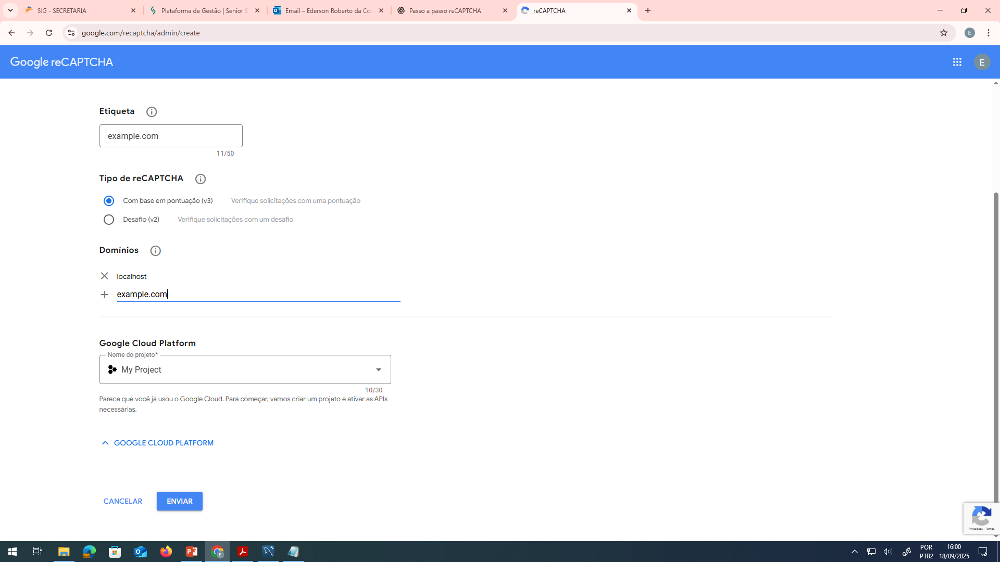 SIG - SECRETARIA
Plataforma de Gestão | Senior S
Email – Ederson Roberto da Cos
Passo a passo reCAPTCHA
reCAPTCHA
google.com/recaptcha/admin/create
E
Google reCAPTCHA
E
Etiqueta
example.com
11/50
Tipo de reCAPTCHA
Com base em pontuação (v3) Verifique solicitações com uma pontuação
Desafio (v2) Verifique solicitações com um desafio
Domínios
localhost
example.com
Google Cloud Platform
Nome do projeto*
My Project
10/30
Parece que você já usou o Google Cloud. Para começar, vamos criar um projeto e ativar as APIs
necessárias.
GOOGLE CLOUD PLATFORM
CANCELAR ENVIAR
Privacidade - Termos
POR 16:00
PTB2 18/09/2025